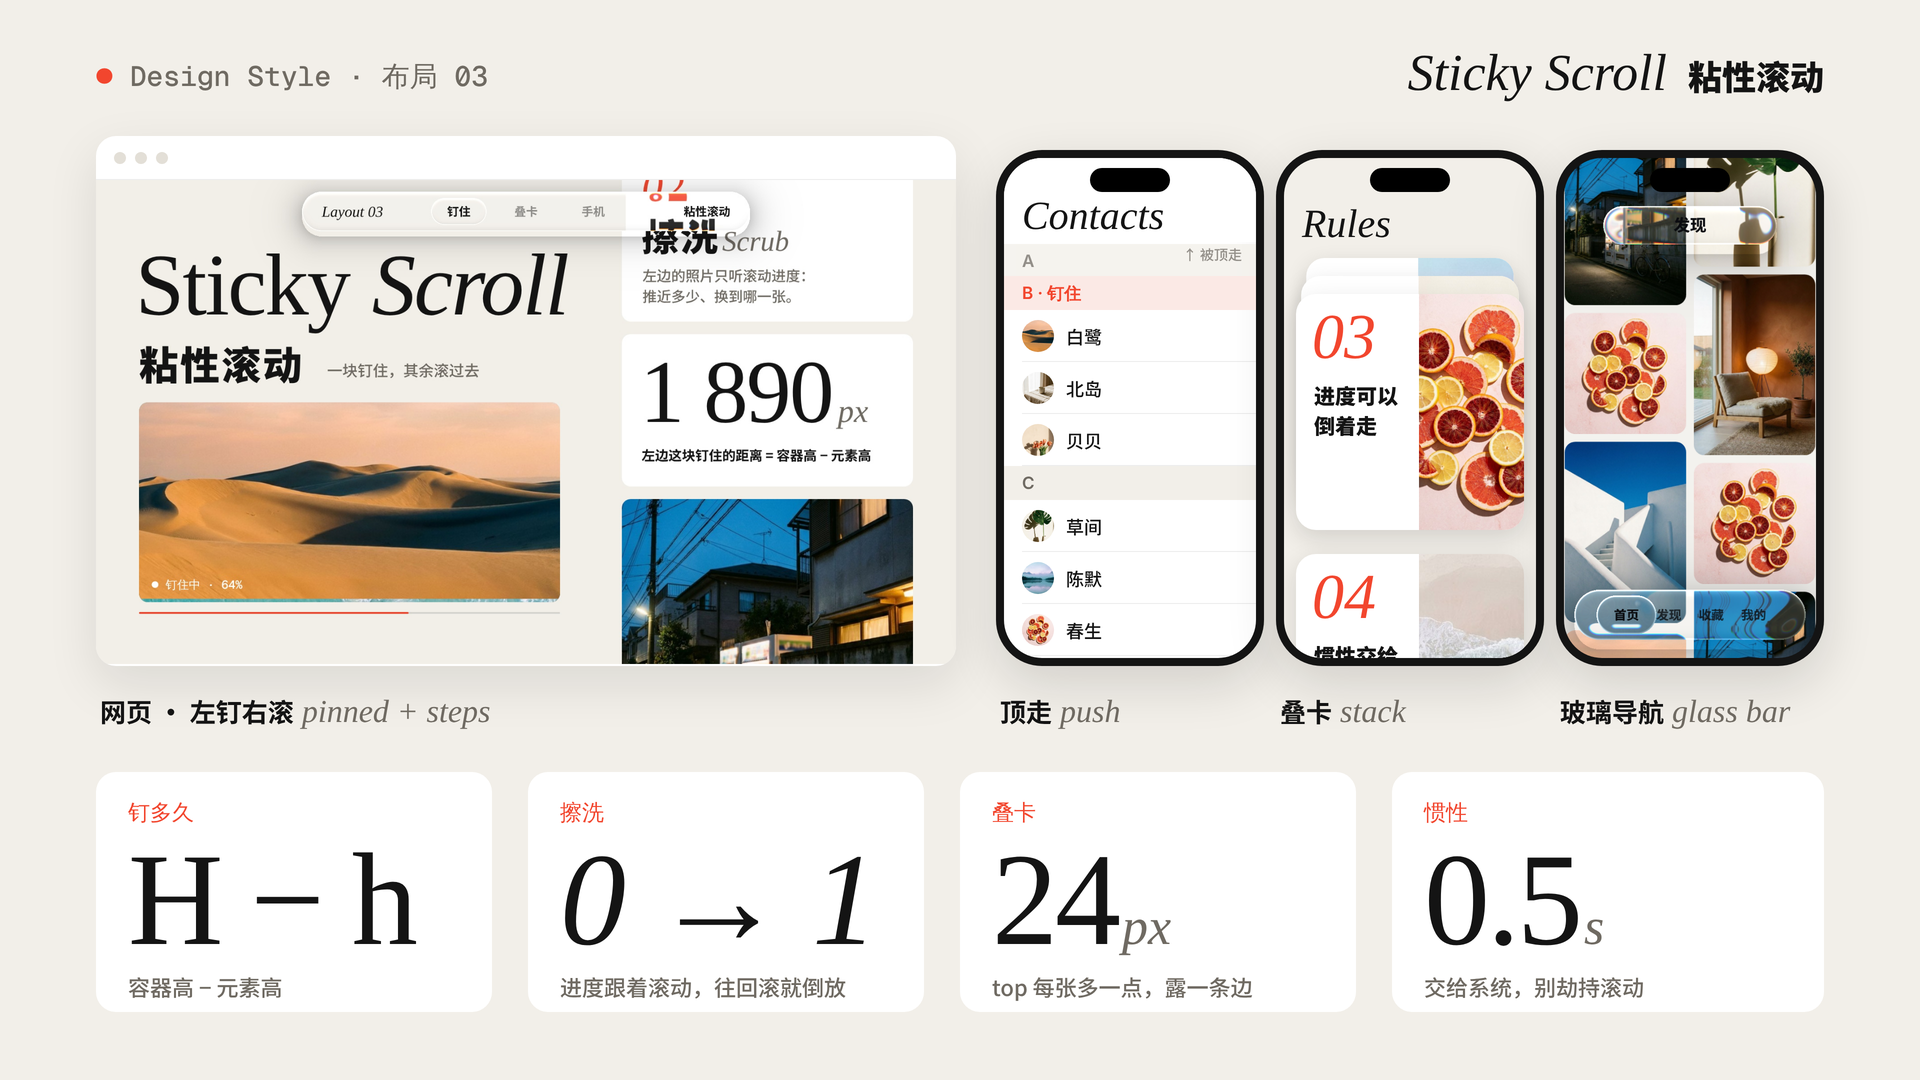 Design Style · 布局 03
Sticky Scroll 粘性滚动
Layout 03
钉住
叠卡
手机
粘性滚动
Sticky Scroll
粘性滚动
一块钉住，其余滚过去
钉住中 · 64%
02
擦洗 Scrub
左边的照片只听滚动进度：
推近多少、换到哪一张。
1 890 px
左边这块钉住的距离 = 容器高 − 元素高
Contacts
A
↑ 被顶走
B · 钉住
白鹭
北岛
贝贝
C
草间
陈默
春生
Rules
03
进度可以
倒着走
04
惯性交给
发现
首页
发现
收藏
我的
网页 · 左钉右滚 pinned + steps
顶走 push
叠卡 stack
玻璃导航 glass bar
钉多久
H − h
容器高 − 元素高
擦洗
0 → 1
进度跟着滚动，往回滚就倒放
叠卡
24 px
top 每张多一点，露一条边
惯性
0.5 s
交给系统，别劫持滚动